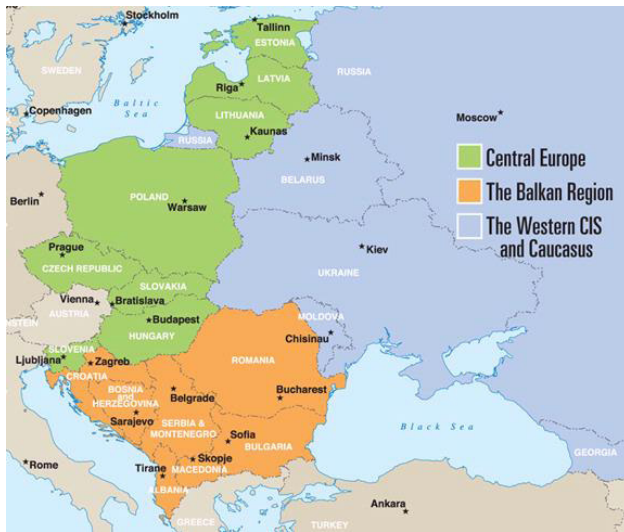 Stockholm
Tallinn
ESTONIA
SWEDEN
RUSSIA
LATVIA
Riga
Baltic
Sea
Copenhagen
LITHUANIA
Moscow
Kaunas
RUSSIA
Minsk
Central Europe
BELARUS
The Balkan Region
Berlin
POLAND
Warsaw
The Western CIS
and Caucasus
Prague
Kiev
CZECH REPUBLIC
UKRAINE
SLOVAKIA
Vienna
Bratislava
AUSTRIA
NSTEIN
Budapest
MOLDOVA
HUNGARY
Chisinau
SLOVENIA
Ljubljana
Zagreb
ROMANIA
CROATIA
BOSNIA
and
HERZEGOVINA
Belgrade
Bucharest
Sarajevo
SERBIA &
MONTENEGRO
Sofia
Black Sea
BULGARIA
GEORGIA
Skopje
Rome
Tirane
MACEDONIA
ALBANIA
Ankara
GREECE
TURKEY